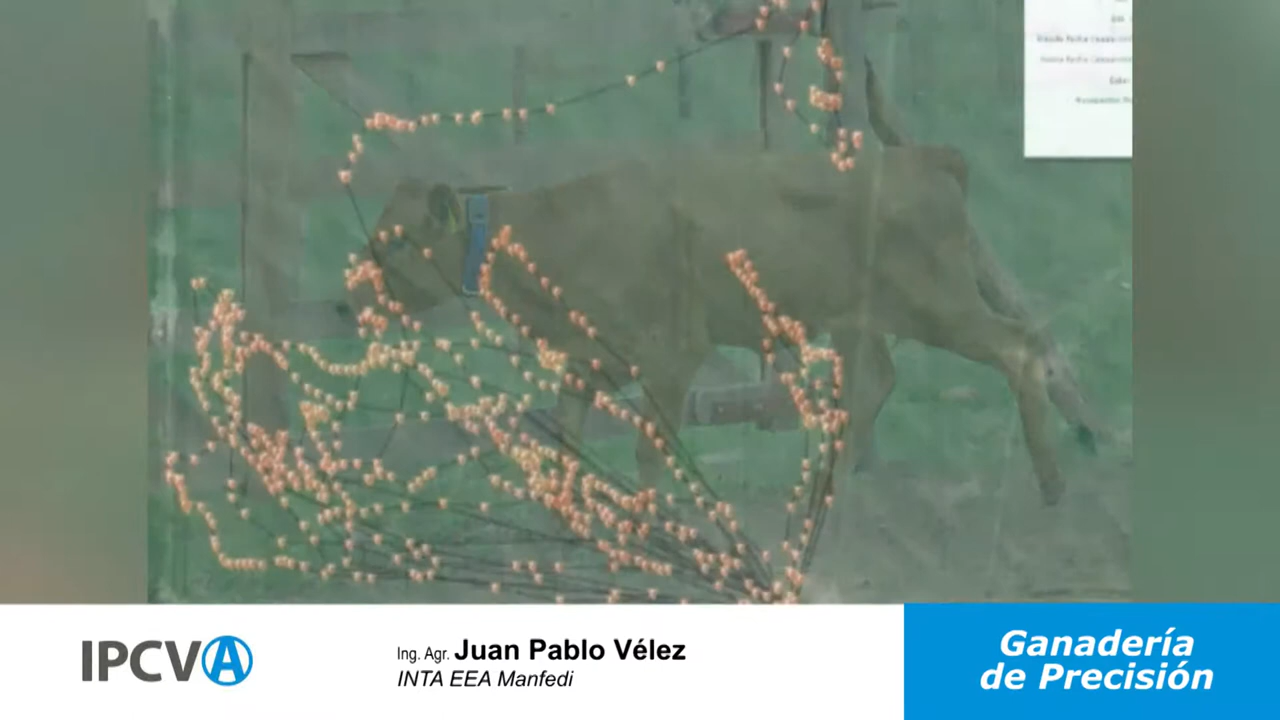 IPCVA
Ing. Agr. Juan Pablo Vélez
INTA EEA Manfedi
Ganadería
de Precisión